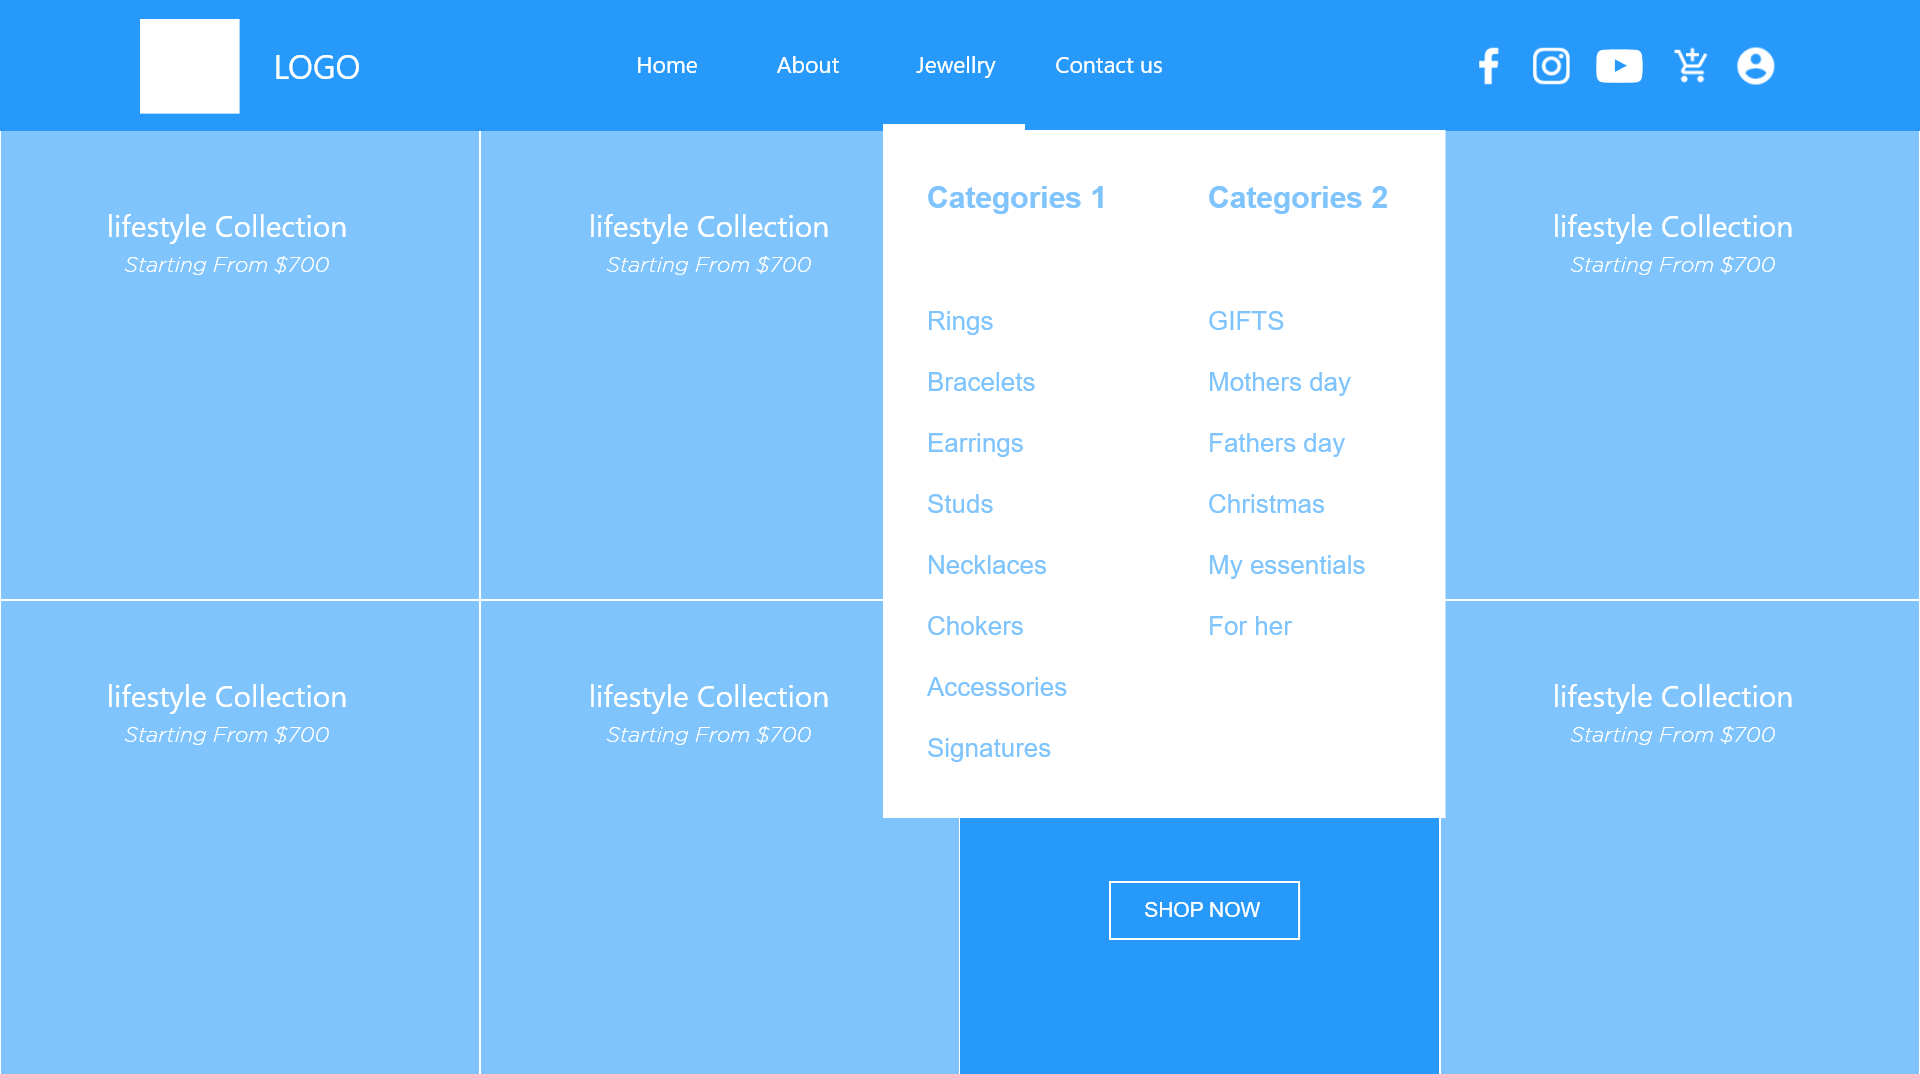 LOGO
Home
About
Jewellry
Contact us
lifestyle Collection
Starting From $700
lifestyle Collection
Starting From $700
Categories 1
Rings
Bracelets
Earrings
Studs
Necklaces
Chokers
Accessories
Signatures
Categories 2
GIFTS
Mothers day
Fathers day
Christmas
My essentials
For her
lifestyle Collection
Starting From $700
lifestyle Collection
Starting From $700
lifestyle Collection
Starting From $700
SHOP NOW
lifestyle Collection
Starting From $700